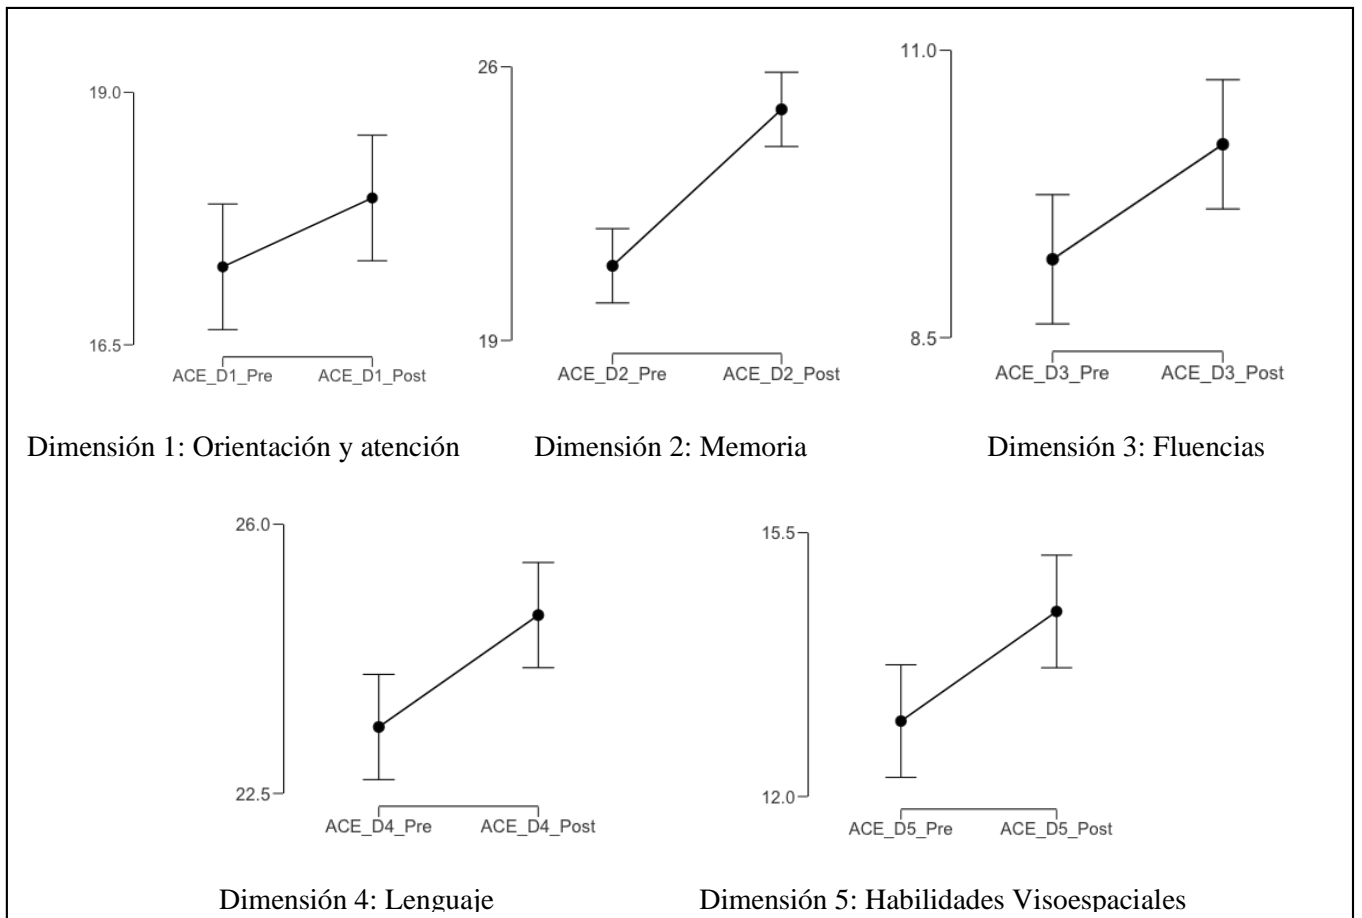 19.0
16.5
ACE_D1_Pre
ACE_D1_Post
26
19
ACE_D2_Pre
ACE_D2_Post
11.0
8.5
ACE_D3_Pre
ACE_D3_Post
Dimensión 1: Orientación y atención
Dimensión 2: Memoria
Dimensión 3: Fluencias
26.0
22.5
ACE_D4_Pre
ACE_D4_Post
15.5
12.0
ACE_D5_Pre
ACE_D5_Post
Dimensión 4: Lenguaje
Dimensión 5: Habilidades Visoespaciales